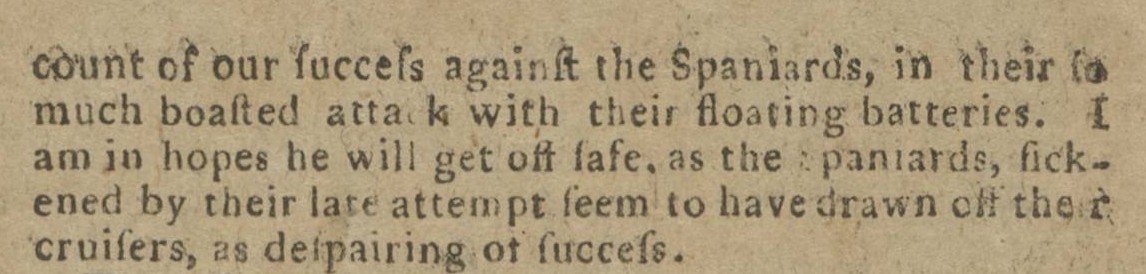 count of our ſucceſs againſt the Spaniards, in their ſo
much boaſted attack with their floating batteries. I
am in hopes he will get off ſafe, as the Spaniards, ſick-
ened by their late attempt ſeem to have drawn off their
cruiſers, as deſpairing of ſucceſs.